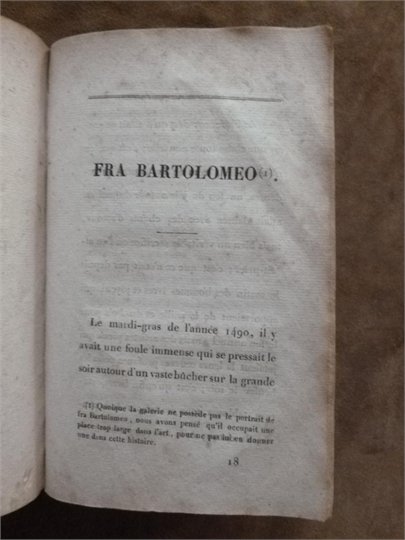 FRA BARTOLOMEO (1).
Le mardi-gras de l'année 1490, il y
avait une foule immense qui se pressait le
soir autour d'un vaste bûcher sur la grande
(1) Quoique la galerie ne possède pas le portrait de
fra Bartolomeo, nous avons pensé qu'il occupait une
place trop large dans l'art, pour ne pas lui en donner
une dans cette histoire.
18